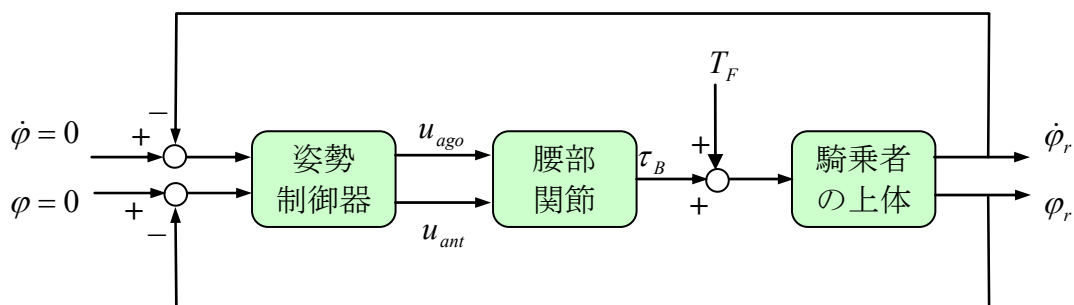 T_F
−
φ̇ = 0
+
u_ago
+
φ̇_r
姿勢
制御器
腰部
関節
τ_B
騎乗者
の上体
φ = 0
+
+
φ_r
−
u_ant